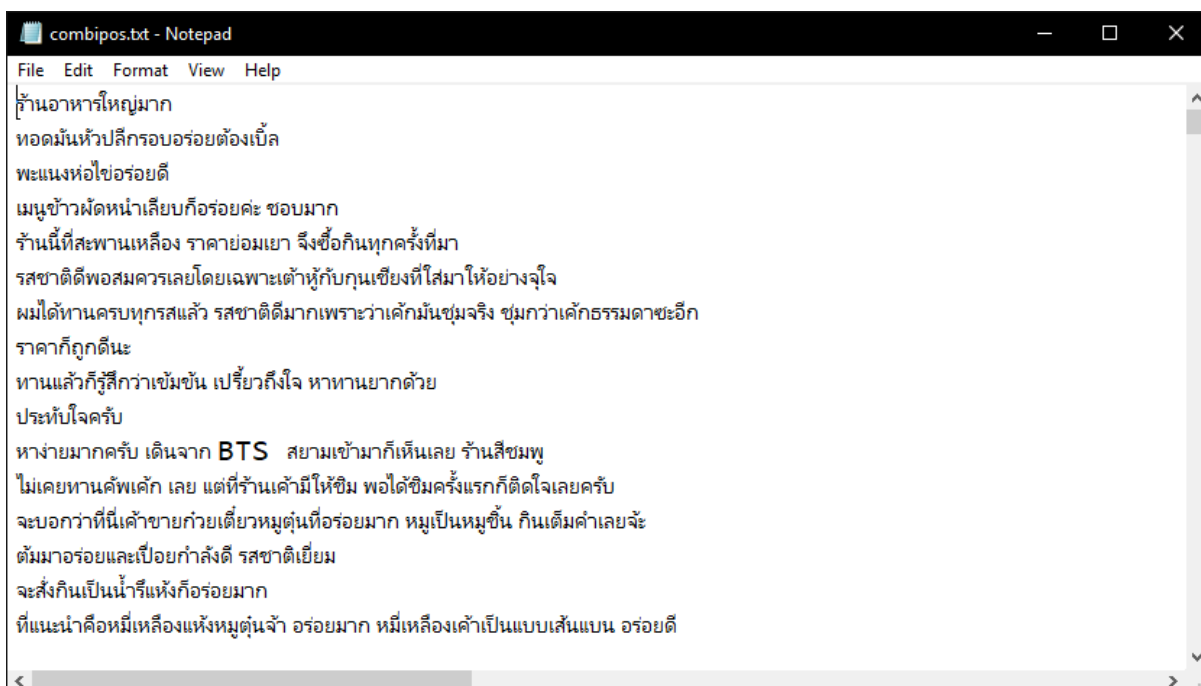 combipos.txt - Notepad
File Edit Format View Help
ร้านอาหารใหญ่มาก
ทอดมันหัวปลีกรอบอร่อยต้องเบิ้ล
พะแนงห่อไข่อร่อยดี
เมนูข้าวผัดหนำเลียบก็อร่อยค่ะ ชอบมาก
ร้านนี้ที่สะพานเหลือง ราคาย่อมเยา จึงซื้อกินทุกครั้งที่มา
รสชาติดีพอสมควรเลยโดยเฉพาะเต้าหู้กับกุนเชียงที่ใส่มาให้อย่างจุใจ
ผมได้ทานครบทุกรสแล้ว รสชาติดีมากเพราะว่าเค้กมันชุ่มจริง ชุ่มกว่าเค้กธรรมดาซะอีก
ราคาก็ถูกดีนะ
ทานแล้วก็รู้สึกว่าเข้มข้น เปรี้ยวถึงใจ หาทานยากด้วย
ประทับใจครับ
หาง่ายมากครับ เดินจาก BTS สยามเข้ามาก็เห็นเลย ร้านสีชมพู
ไม่เคยทานคัพเค้ก เลย แต่ที่ร้านเค้ามีให้ชิม พอได้ชิมครั้งแรกก็ติดใจเลยครับ
จะบอกว่าที่นี่เค้าขายก๋วยเตี๋ยวหมูตุ๋นที่อร่อยมาก หมูเป็นหมูชิ้น กินเต็มคำเลยจ้ะ
ต้มมาอร่อยและเปื่อยกำลังดี รสชาติเยี่ยม
จะสั่งกินเป็นน้ำรึแห้งก็อร่อยมาก
ที่แนะนำคือหมี่เหลืองแห้งหมูตุ๋นจ้า อร่อยมาก หมี่เหลืองเค้าเป็นแบบเส้นแบน อร่อยดี